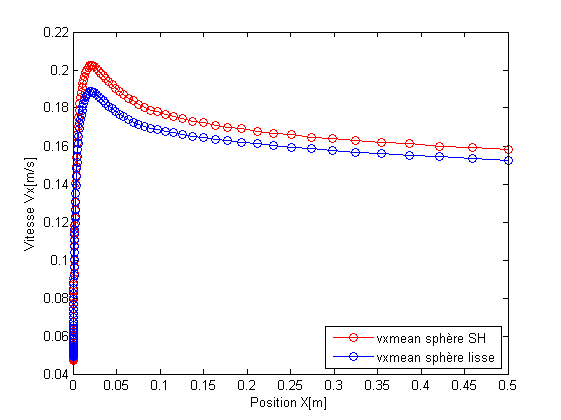 0.22
0.2
0.18
0.16
0.14
0.12
0.1
0.08
0.06
0.04
Vitesse Vx[m/s]
vxmean sphère SH
vxmean sphère lisse
0 0.05 0.1 0.15 0.2 0.25 0.3 0.35 0.4 0.45 0.5
Position X[m]